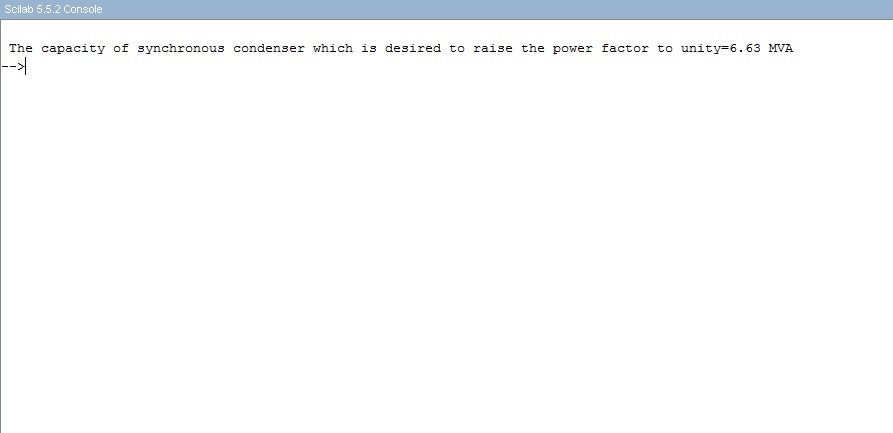 Scilab 5.5.2 Console
The capacity of synchronous condenser which is desired to raise the power factor to unity=6.63 MVA
-->